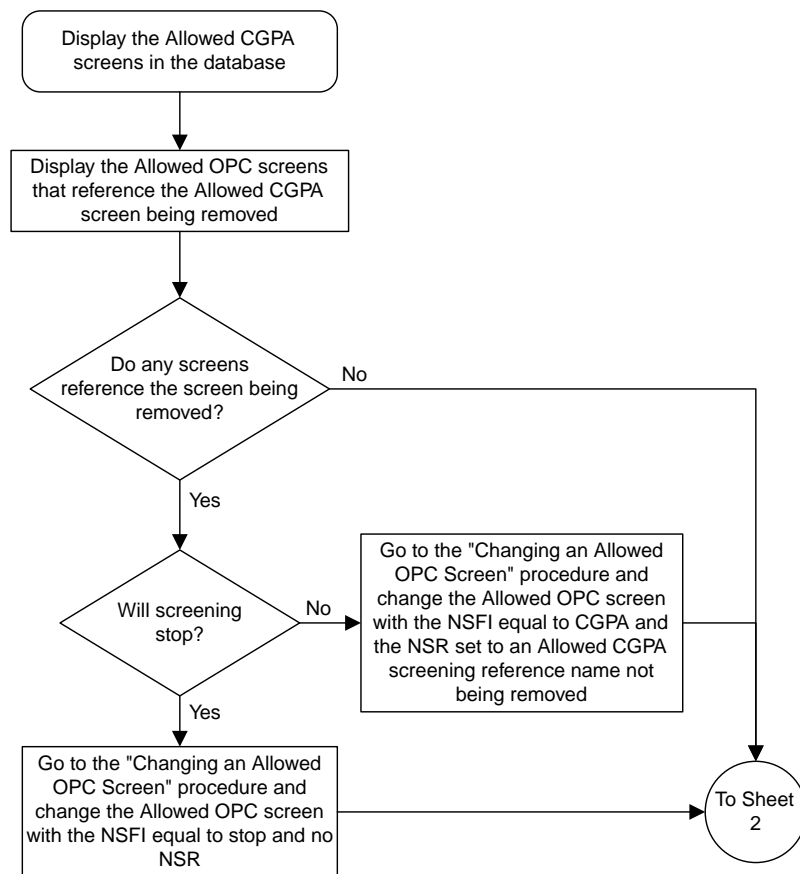 Display the Allowed CGPA
screens in the database
Display the Allowed OPC screens
that reference the Allowed CGPA
screen being removed
Do any screens
reference the screen being
removed?
No
Yes
Will screening
stop?
No
Go to the "Changing an Allowed
OPC Screen" procedure and
change the Allowed OPC screen
with the NSFI equal to CGPA and
the NSR set to an Allowed CGPA
screening reference name not
being removed
Yes
Go to the "Changing an Allowed
OPC Screen" procedure and
change the Allowed OPC screen
with the NSFI equal to stop and no
NSR
To Sheet
2